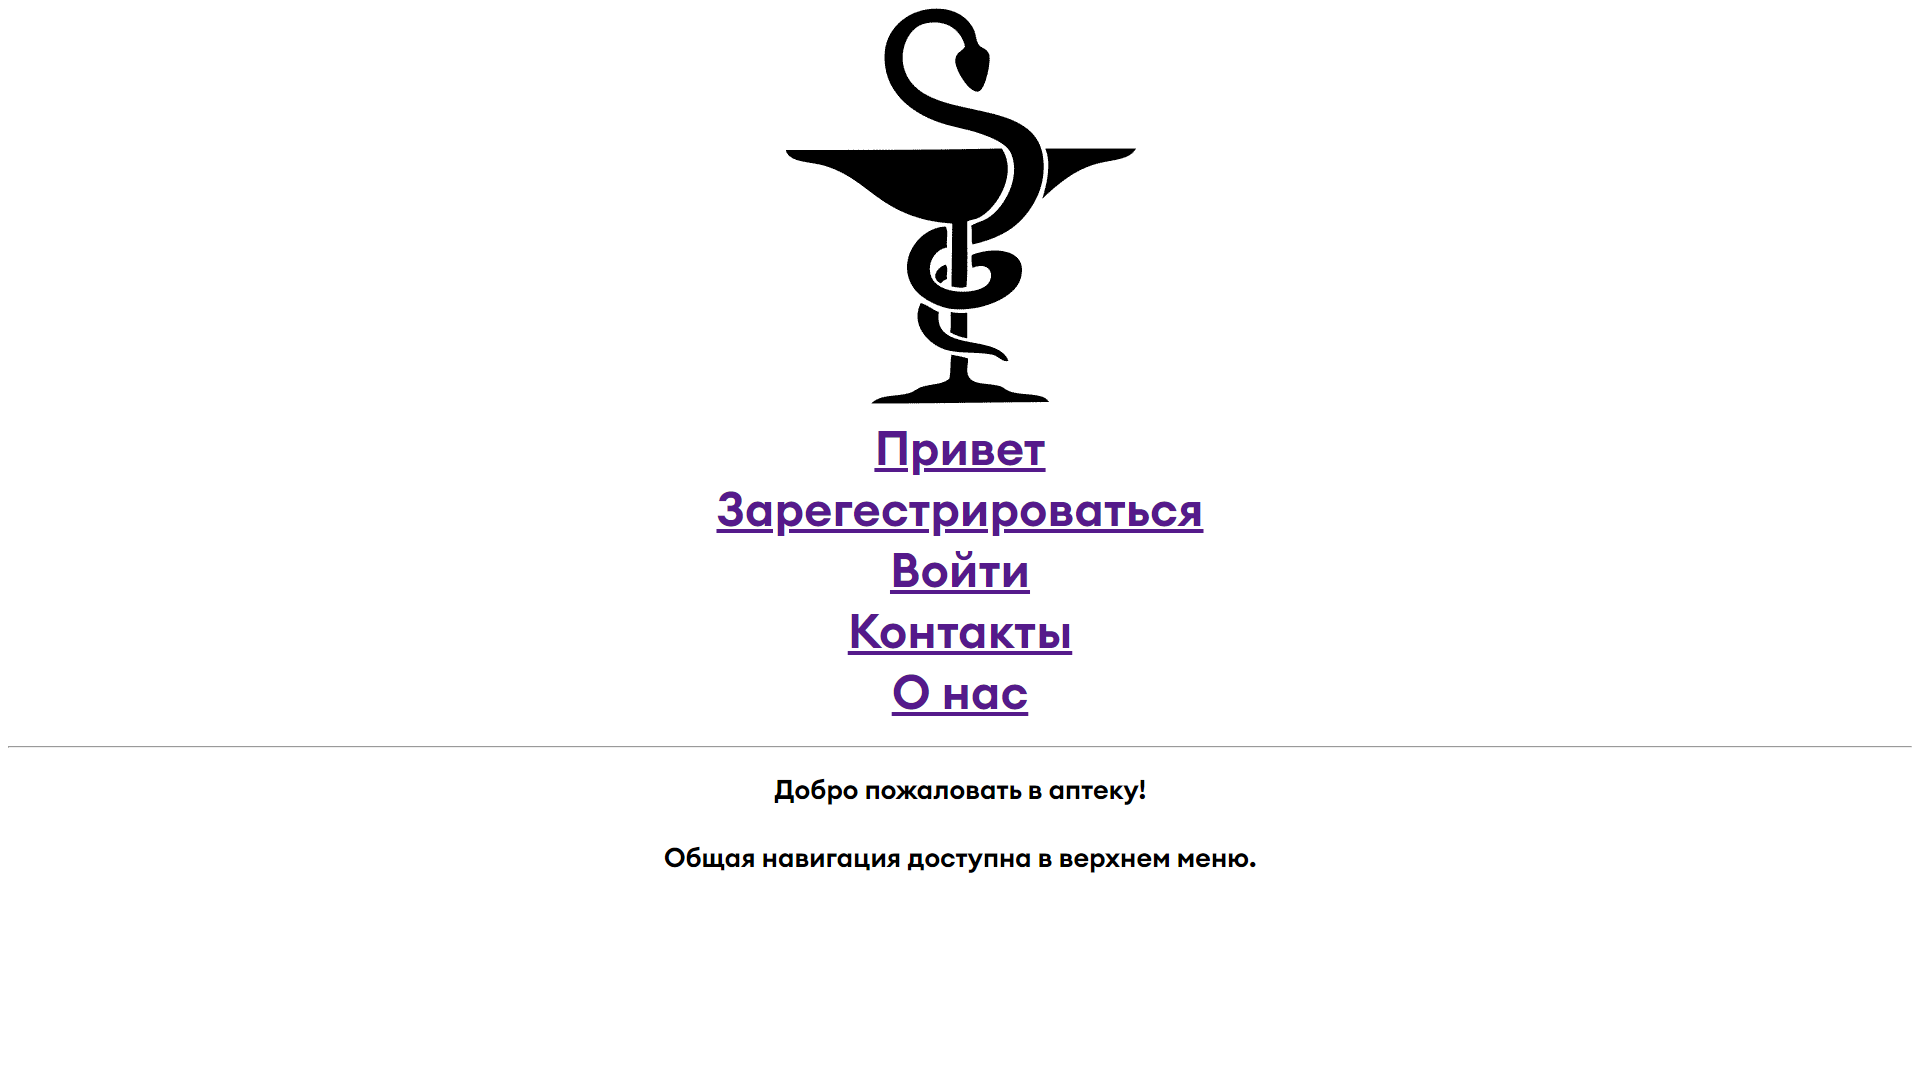 Привет
Зарегестрироваться
Войти
Контакты
О нас
Добро пожаловать в аптеку!
Общая навигация доступна в верхнем меню.